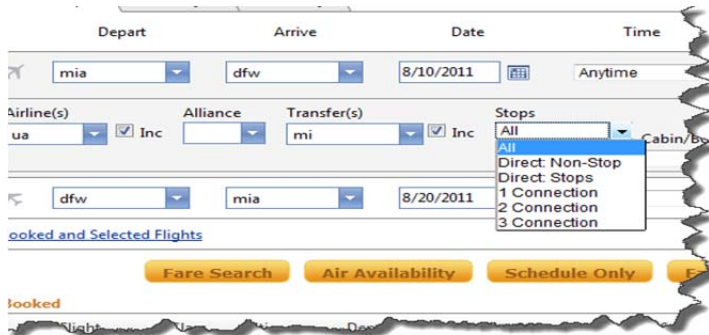 Depart Arrive Date Time
mia dfw 8/10/2011 Anytime
Airline(s) Alliance Transfer(s) Stops
ua Inc mi Inc All
All
Direct: Non-Stop
Direct: Stops
1 Connection
2 Connection
3 Connection
dfw mia 8/20/2011
ooked and Selected Flights
Fare Search Air Availability Schedule Only
Booked
Flight